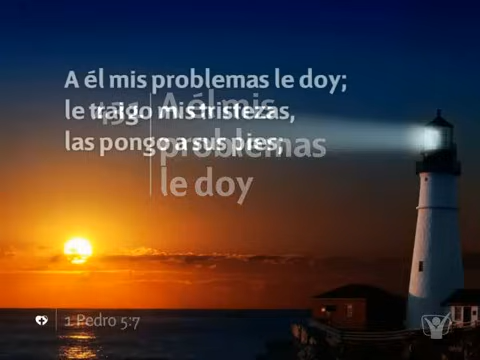 A él mis problemas le doy;
le traigo mis tristezas,
las pongo a sus pies;
A él mis
problemas
le doy
1 Pedro 5:7